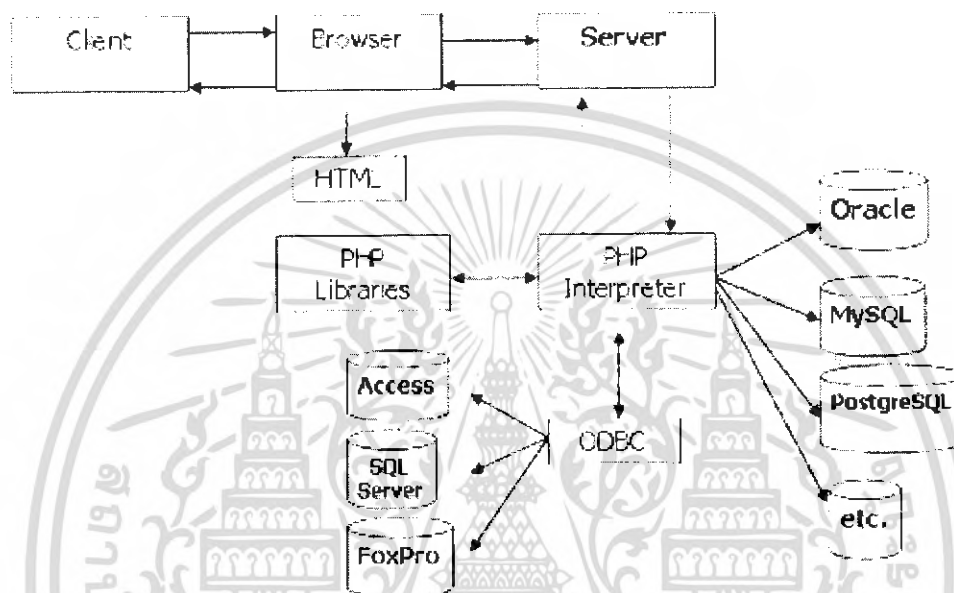 Client
Browser
Server
HTML
PHP
Libraries
PHP
Interpreter
Oracle
MySQL
PostgreSQL
etc.
ODBC
Access
SQL
Server
FoxPro